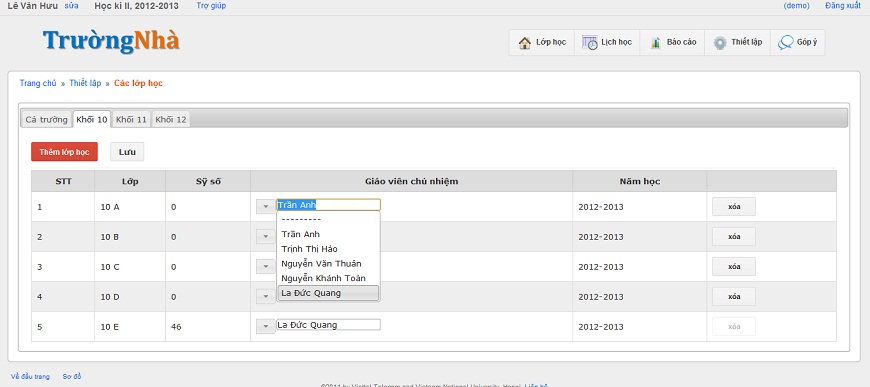 Lê Văn Hưu sửa Học kì II, 2012-2013 Trợ giúp (demo) Đăng xuất
TrườngNhà
Lớp học Lịch học Báo cáo Thiết lập Góp ý
Trang chủ » Thiết lập » Các lớp học
Cả trường Khối 10 Khối 11 Khối 12
Thêm lớp học Lưu
STT Lớp Sỹ số Giáo viên chủ nhiệm Năm học
1 10 A 0 Trần Anh 2012-2013 xóa
---------
2 10 B 0 Trần Anh 2012-2013 xóa
Trịnh Thị Hảo
3 10 C 0 Nguyễn Văn Thuân 2012-2013 xóa
Nguyễn Khánh Toàn
4 10 D 0 La Đức Quang 2012-2013 xóa
5 10 E 46 La Đức Quang 2012-2013 xóa
Về đầu trang Sơ đồ
©2011 by Viettel Telecom and Vietnam National University, Hanoi. Liên hệ